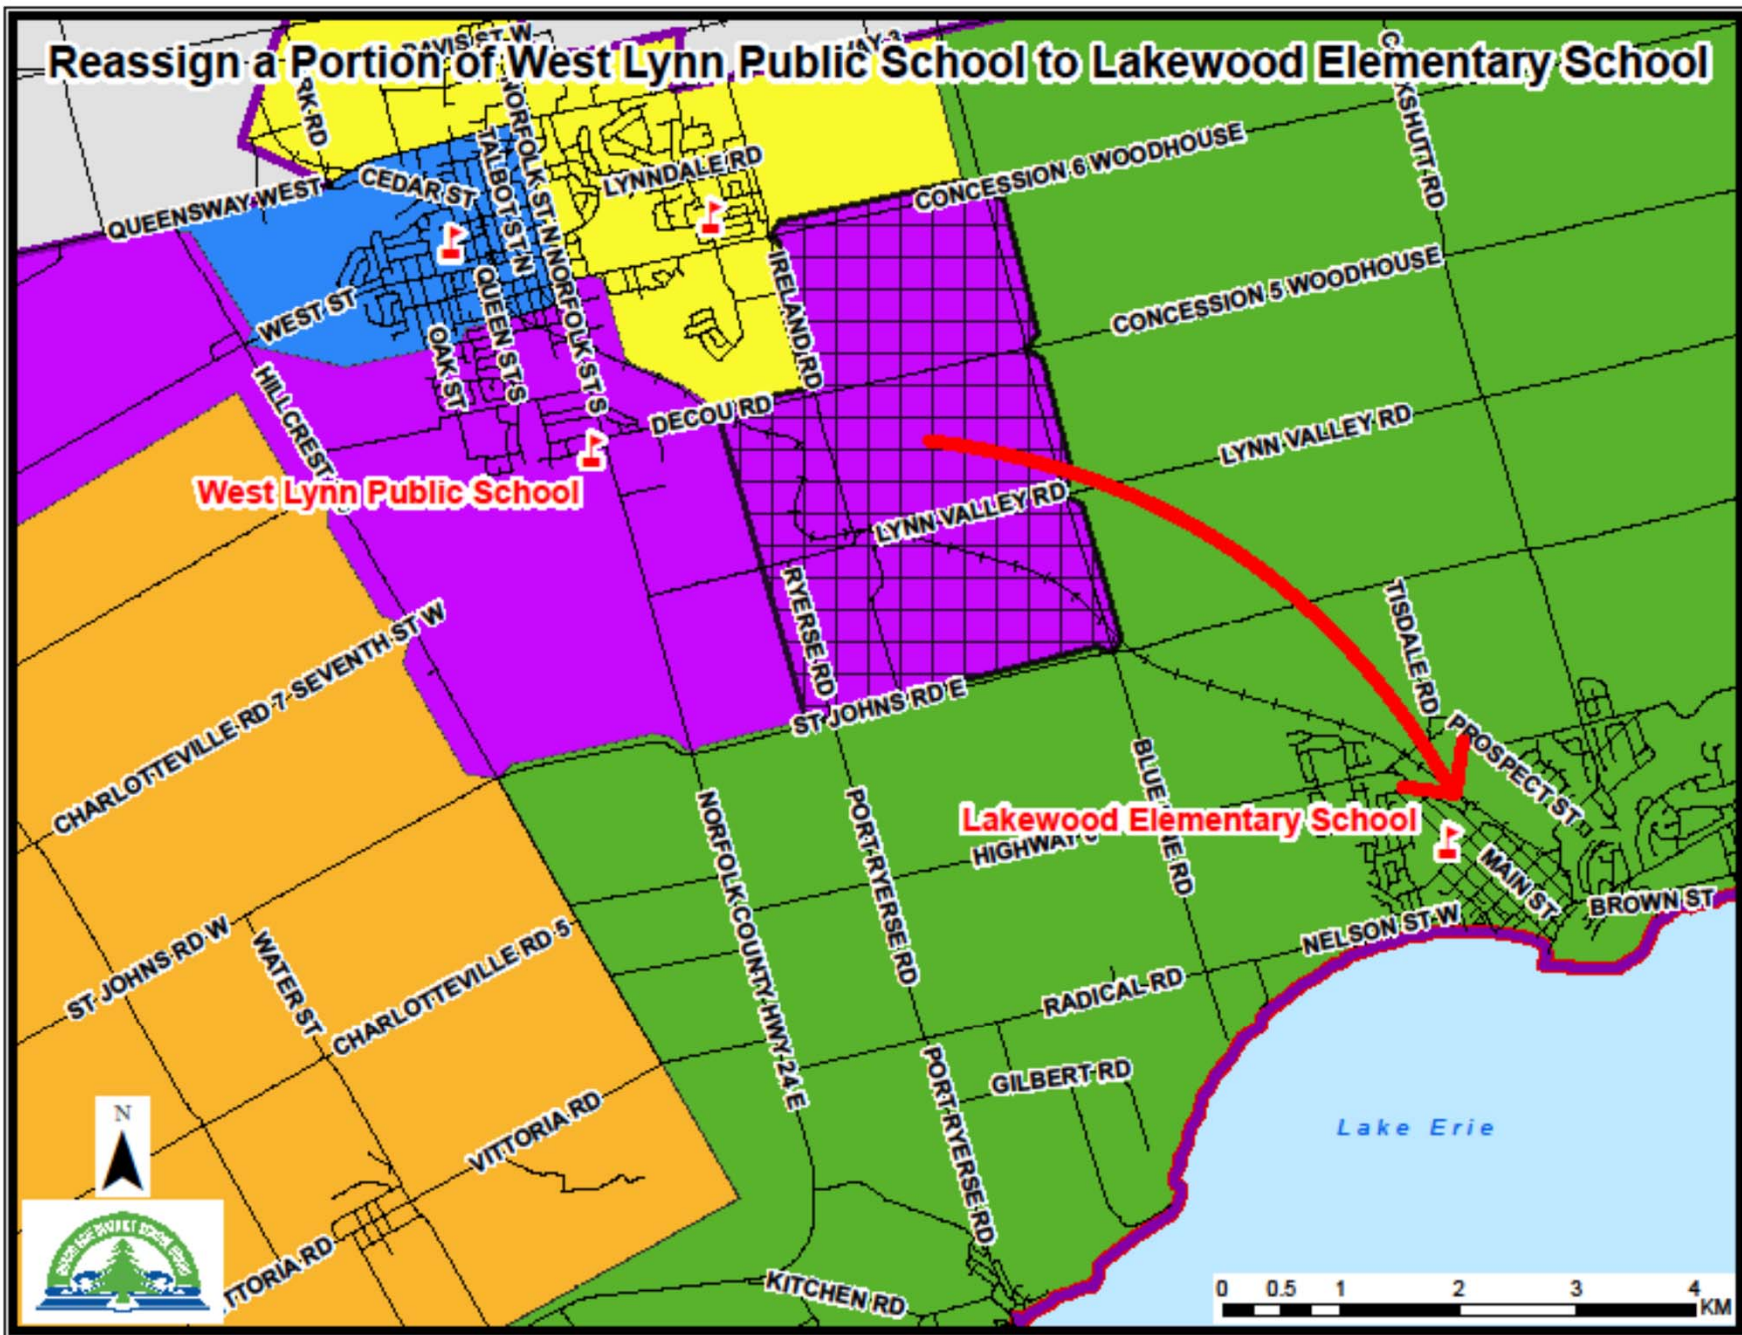 Reassign a Portion of West Lynn Public School to Lakewood Elementary School
DAVIS ST W
NORFOLK ST N
TALBOT ST N
LYNNDALE RD
CEDAR ST
QUEENSWAY WEST
CONCESSION 6 WOODHOUSE
CONCESSION 5 WOODHOUSE
IRELAND RD
WEST ST
OAK ST
QUEEN ST S
NORFOLK ST S
HILLCREST
DECOU RD
LYNN VALLEY RD
West Lynn Public School
LYNN VALLEY RD
RYERSE RD
TISDALE RD
CHARLOTTEVILLE RD 7 SEVENTH ST W
ST JOHNS RD E
PROSPECT ST
Lakewood Elementary School
HIGHWAY
NORFOLK COUNTY HWY 24 E
PORT RYERSE RD
MAIN ST
BROWN ST
NELSON ST W
ST JOHNS RD W
WATER ST
CHARLOTTEVILLE RD 5
RADICAL RD
GILBERT RD
PORT RYERSE RD
VITTORIA RD
Lake Erie
N
TTORIA RD
KITCHEN RD
0 0.5 1 2 3 4
KM